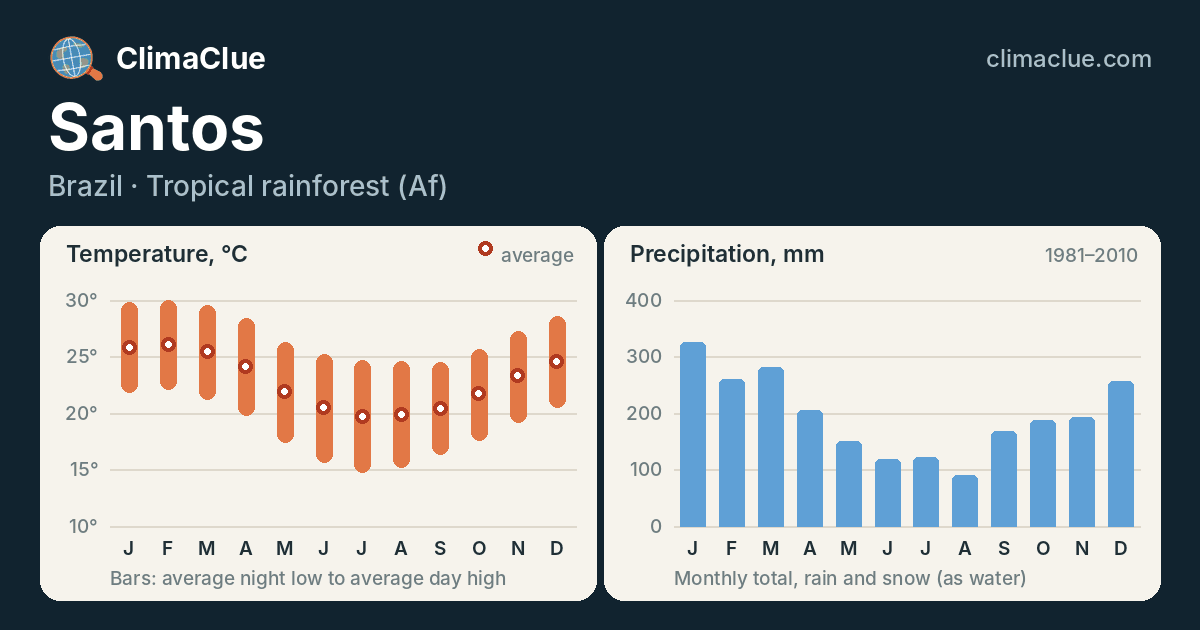 ClimaClue
climaclue.com
Santos
Brazil · Tropical rainforest (Af)
Temperature, °C
average
30°
25°
20°
15°
10°
J F M A M J J A S O N D
Bars: average night low to average day high
Precipitation, mm
1981–2010
400
300
200
100
0
J F M A M J J A S O N D
Monthly total, rain and snow (as water)